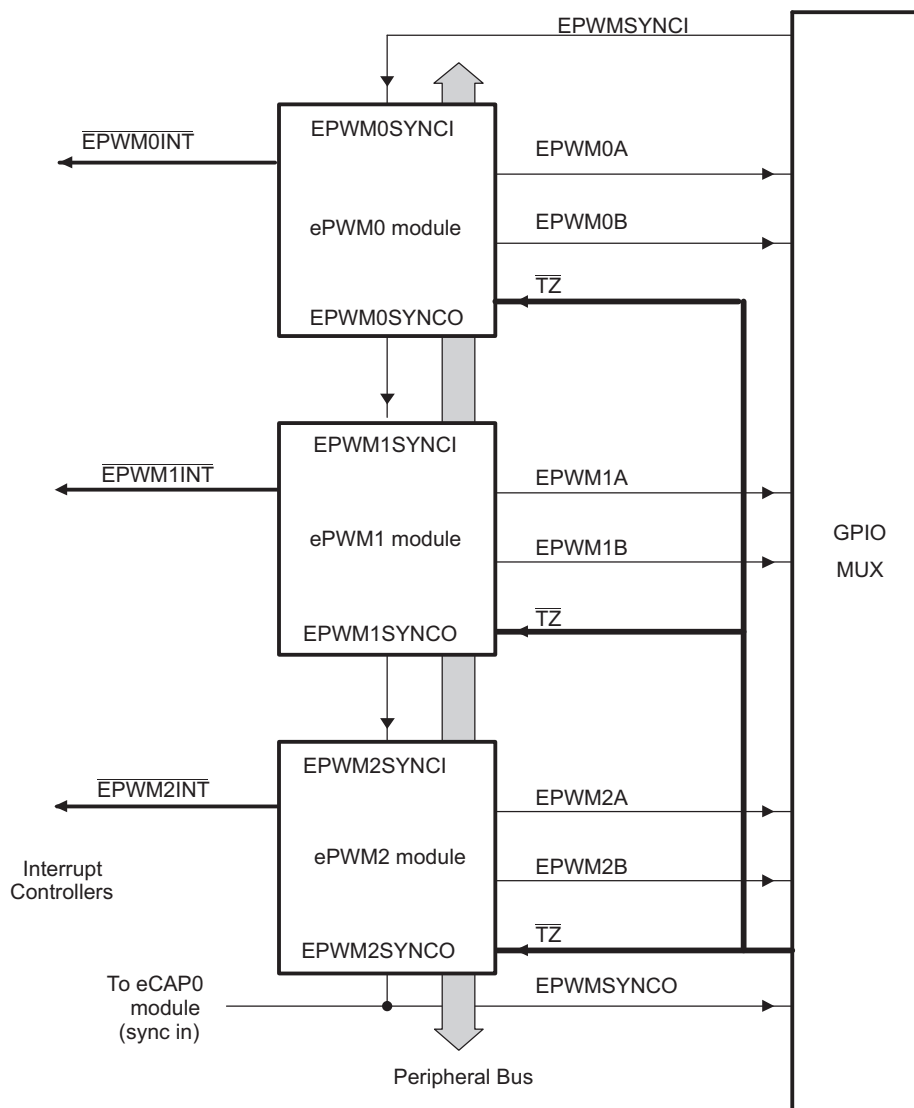 EPWMSYNCI
EPWM0SYNCI
EPWM0INT
EPWM0A
ePWM0 module
EPWM0B
TZ
EPWM0SYNCO
EPWM1SYNCI
EPWM1INT
EPWM1A
ePWM1 module
EPWM1B
GPIO
MUX
TZ
EPWM1SYNCO
EPWM2SYNCI
EPWM2INT
EPWM2A
ePWM2 module
EPWM2B
Interrupt
Controllers
TZ
EPWM2SYNCO
To eCAP0
module
(sync in)
EPWMSYNCO
Peripheral Bus